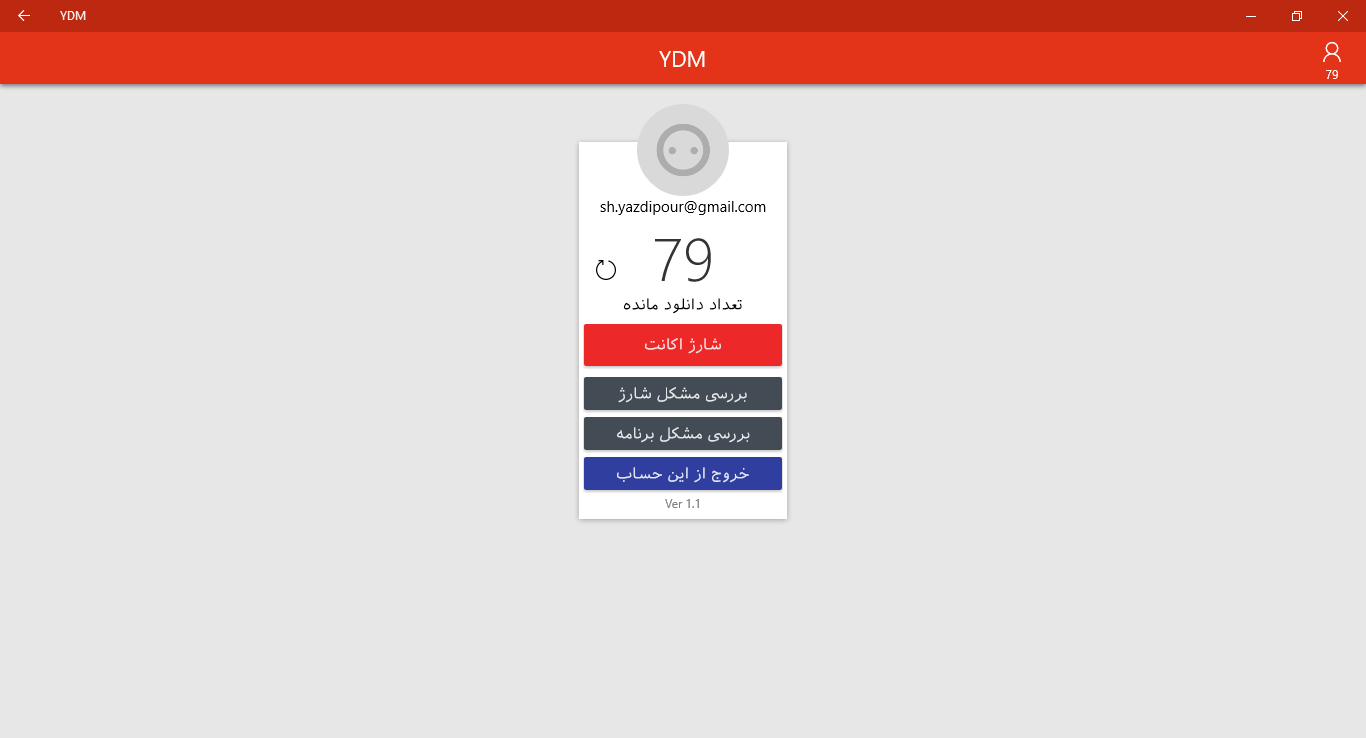 YDM
YDM
79
sh.yazdipour@gmail.com
79
تعداد دانلود مانده
شارژ اکانت
بررسی مشکل شارژ
بررسی مشکل برنامه
خروج از این حساب
Ver 1.1